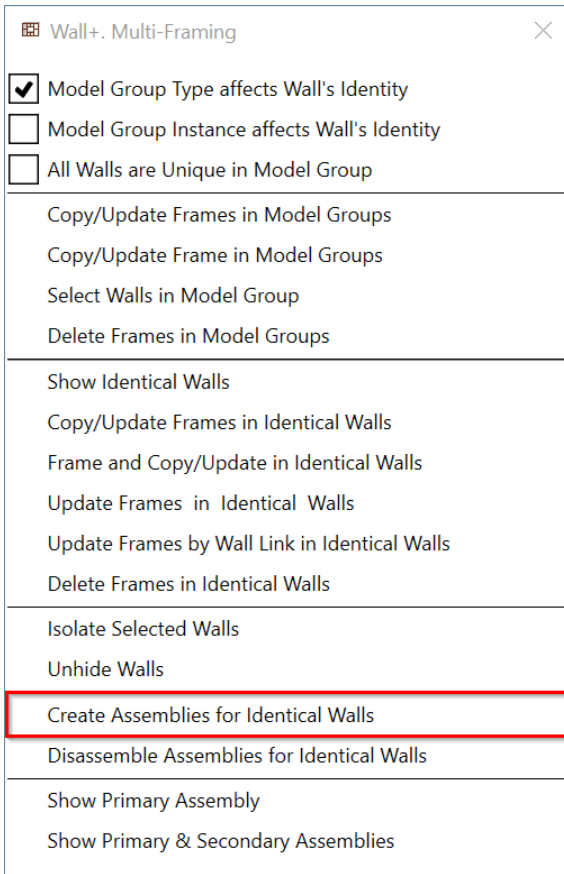 Wall+. Multi-Framing
Model Group Type affects Wall's Identity
Model Group Instance affects Wall's Identity
All Walls are Unique in Model Group
Copy/Update Frames in Model Groups
Copy/Update Frame in Model Groups
Select Walls in Model Group
Delete Frames in Model Groups
Show Identical Walls
Copy/Update Frames in Identical Walls
Frame and Copy/Update in Identical Walls
Update Frames in Identical Walls
Update Frames by Wall Link in Identical Walls
Delete Frames in Identical Walls
Isolate Selected Walls
Unhide Walls
Create Assemblies for Identical Walls
Disassemble Assemblies for Identical Walls
Show Primary Assembly
Show Primary & Secondary Assemblies